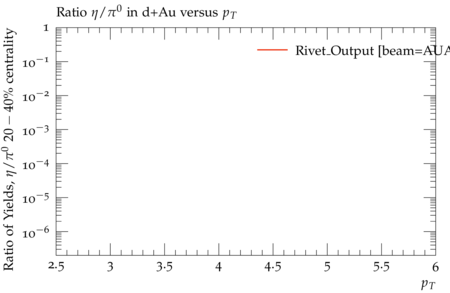 Ratio η/π⁰ in d+Au versus p_T
Ratio of Yields, η/π⁰ 20 − 40% centrality
1
10⁻¹
10⁻²
10⁻³
10⁻⁴
10⁻⁵
10⁻⁶
Rivet_Output [beam=AUA
2.5 3 3.5 4 4.5 5 5.5 6
p_T